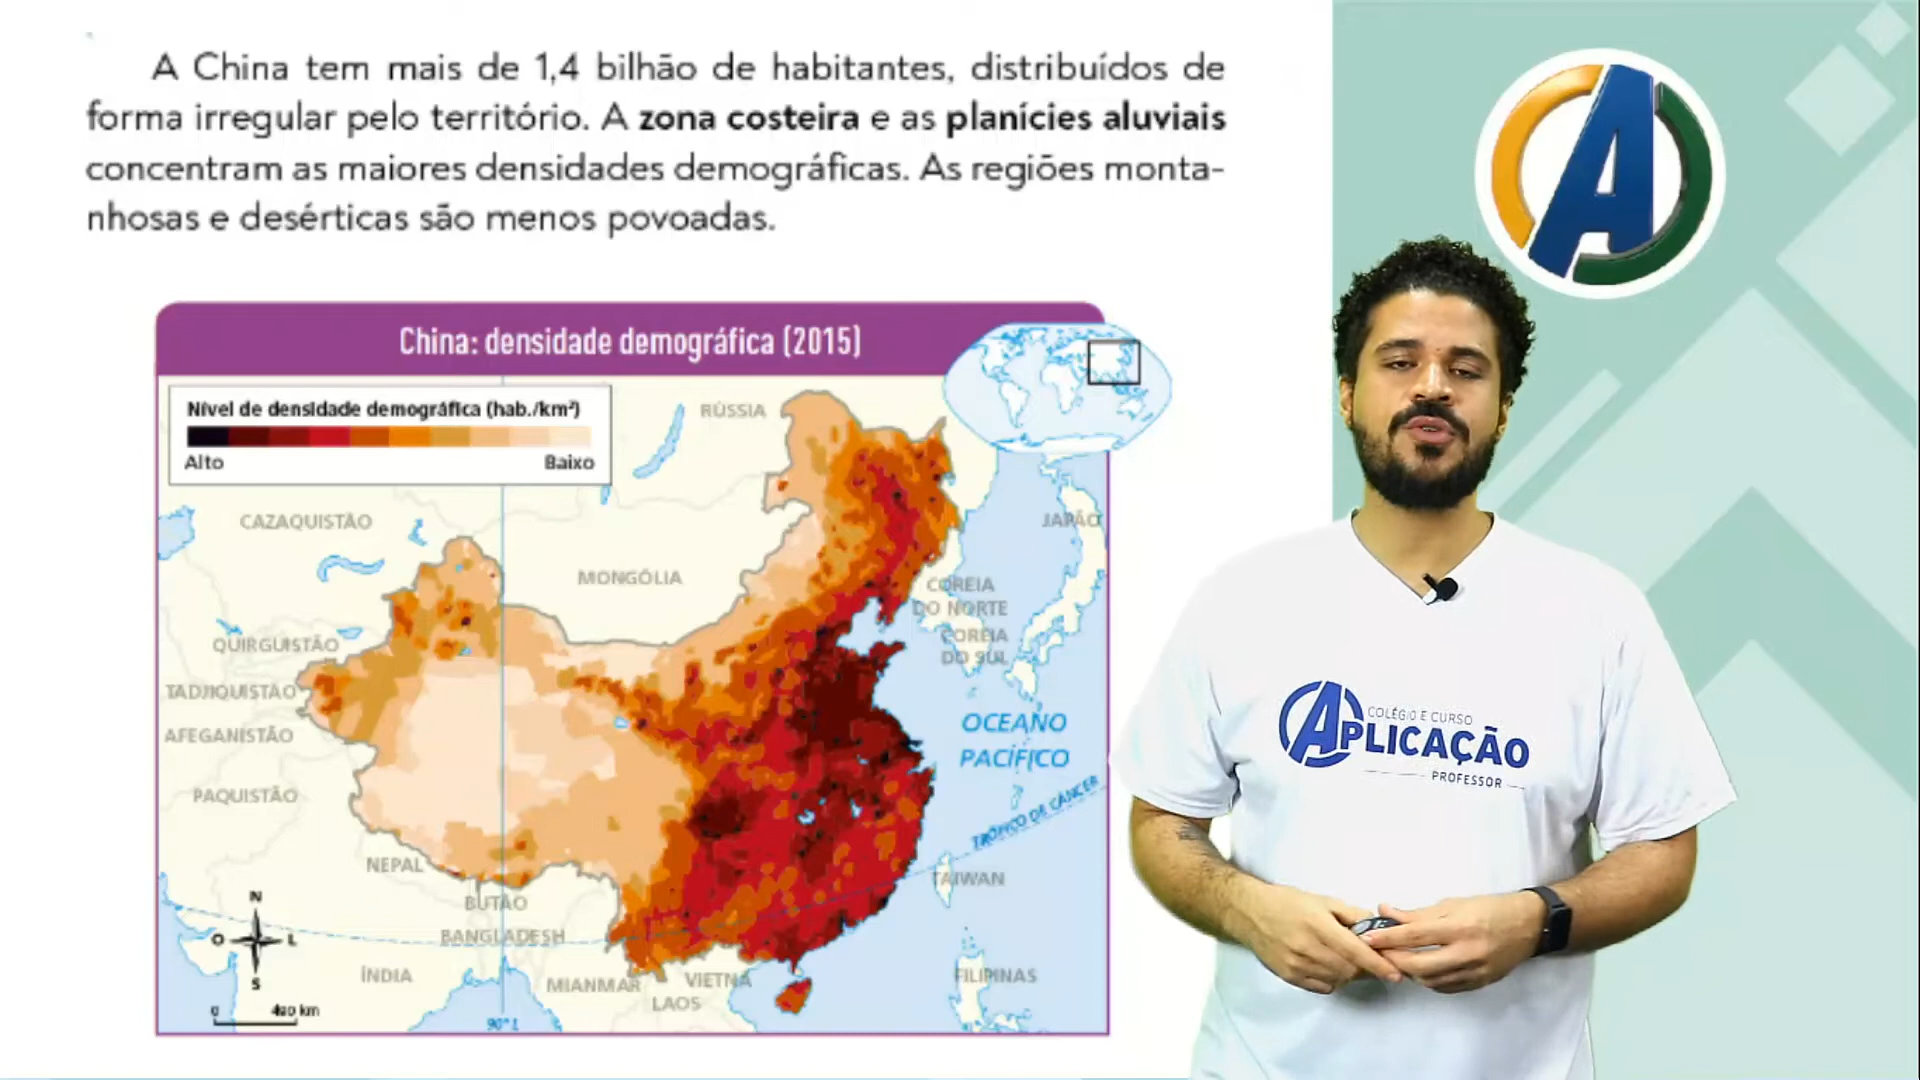 A China tem mais de 1,4 bilhão de habitantes, distribuídos de
forma irregular pelo território. A zona costeira e as planícies aluviais
concentram as maiores densidades demográficas. As regiões monta-
nhosas e desérticas são menos povoadas.
China: densidade demográfica (2015)
Nível de densidade demográfica (hab./km²)
Alto
Baixo
RÚSSIA
CAZAQUISTÃO
JAPÃO
MONGÓLIA
COREIA
DO NORTE
COREIA
DO SUL
QUIRGUISTÃO
TADJIQUISTÃO
AFEGANISTÃO
OCEANO
PACÍFICO
PAQUISTÃO
TRÓPICO DE CÂNCER
NEPAL
TAIWAN
BUTÃO
BANGLADESH
ÍNDIA
MIANMAR
VIETNÃ
LAOS
FILIPINAS
N
O
L
S
0
400 km
90° L
A
COLÉGIO E CURSO
APLICAÇÃO
PROFESSOR